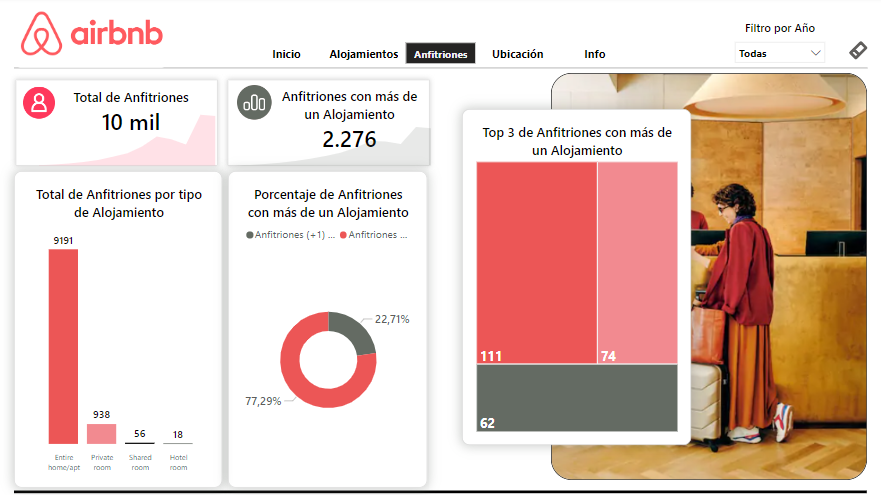 airbnb
Filtro por Año
Inicio Alojamientos Anfitriones Ubicación Info
Todas
Total de Anfitriones
10 mil
Anfitriones con más de
un Alojamiento
2.276
Top 3 de Anfitriones con más de
un Alojamiento
111
74
62
Total de Anfitriones por tipo
de Alojamiento
9191
938
56
18
Entire
home/apt
Private
room
Shared
room
Hotel
room
Porcentaje de Anfitriones
con más de un Alojamiento
Anfitriones (+1) ... Anfitriones ...
22,71%
77,29%